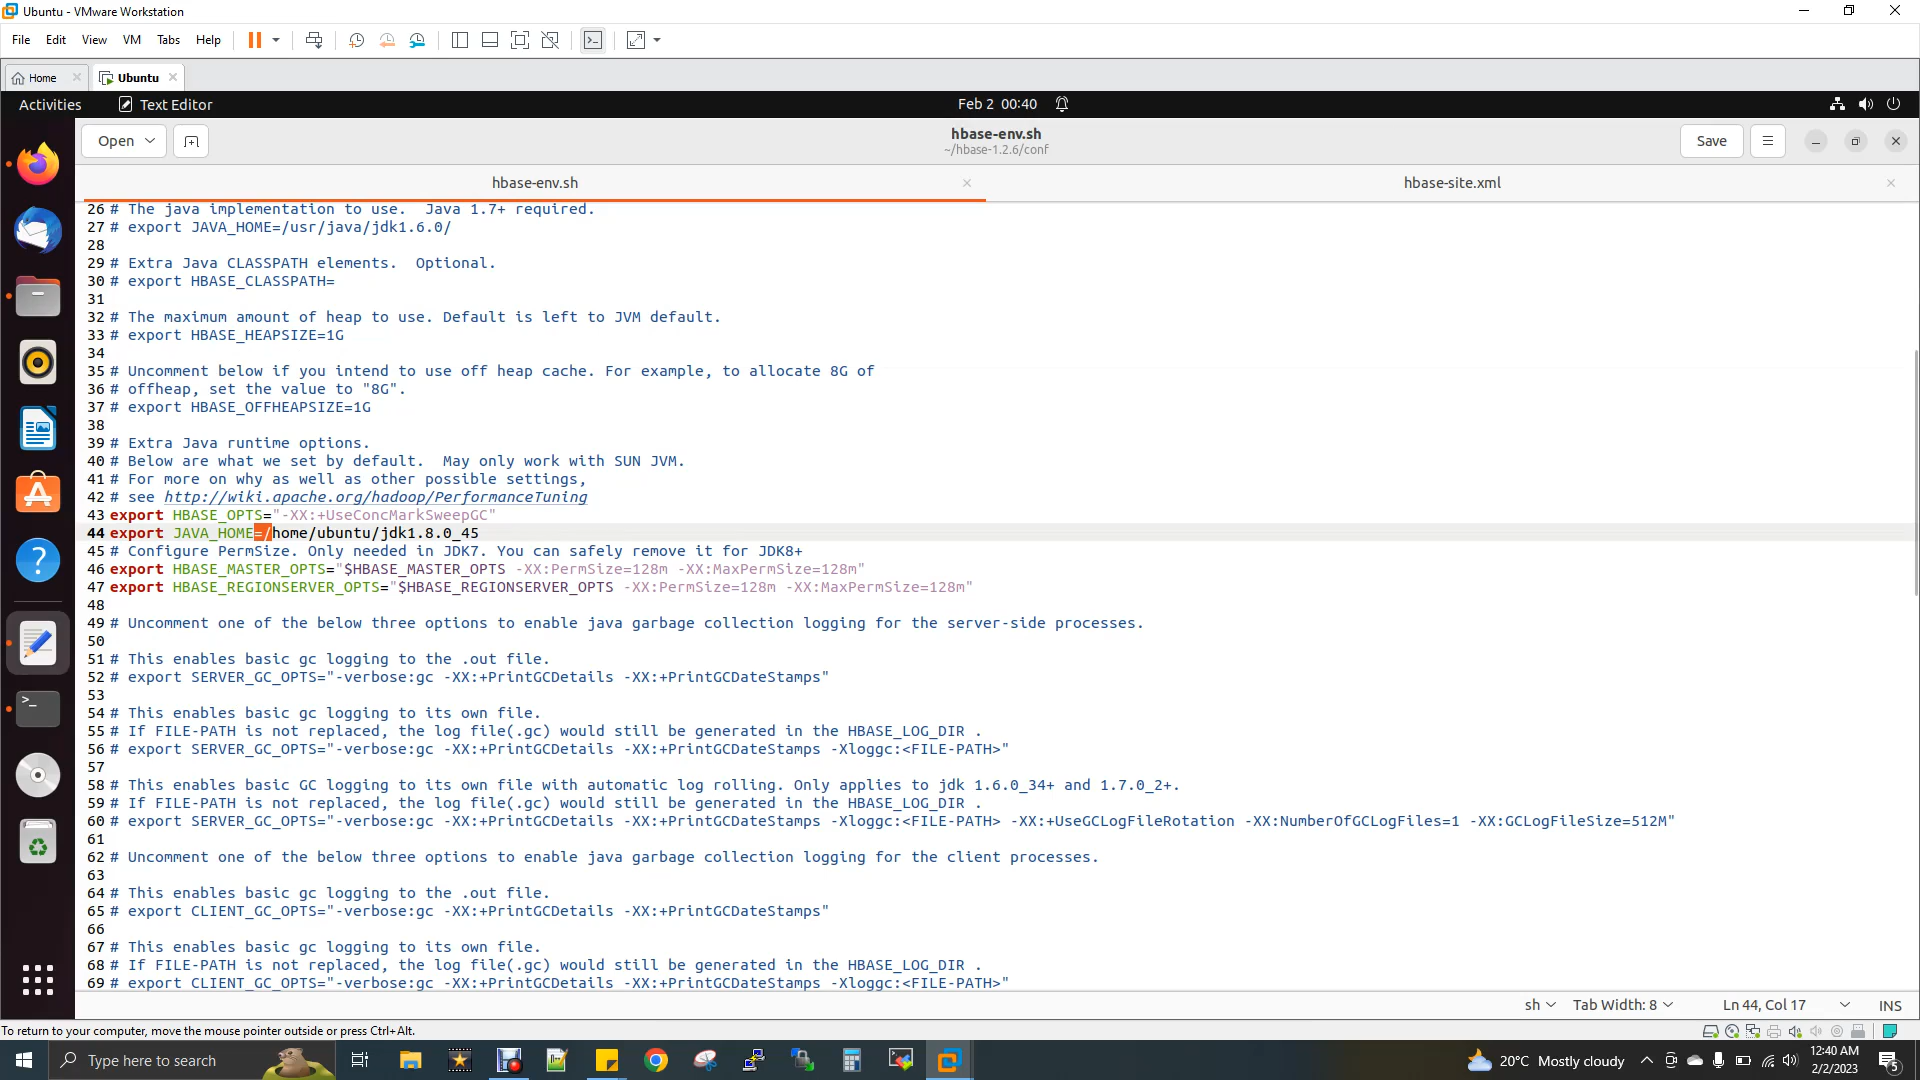 Ubuntu - VMware Workstation
File Edit View VM Tabs Help
Home
Ubuntu
Activities Text Editor Feb 2 00:40
Open
hbase-env.sh
~/hbase-1.2.6/conf
Save
hbase-env.sh
hbase-site.xml
26 # The java implementation to use.  Java 1.7+ required.
27 # export JAVA_HOME=/usr/java/jdk1.6.0/
28
29 # Extra Java CLASSPATH elements.  Optional.
30 # export HBASE_CLASSPATH=
31
32 # The maximum amount of heap to use. Default is left to JVM default.
33 # export HBASE_HEAPSIZE=1G
34
35 # Uncomment below if you intend to use off heap cache. For example, to allocate 8G of
36 # offheap, set the value to "8G".
37 # export HBASE_OFFHEAPSIZE=1G
38
39 # Extra Java runtime options.
40 # Below are what we set by default.  May only work with SUN JVM.
41 # For more on why as well as other possible settings,
42 # see http://wiki.apache.org/hadoop/PerformanceTuning
43 export HBASE_OPTS="-XX:+UseConcMarkSweepGC"
44 export JAVA_HOME=/home/ubuntu/jdk1.8.0_45
45 # Configure PermSize. Only needed in JDK7. You can safely remove it for JDK8+
46 export HBASE_MASTER_OPTS="$HBASE_MASTER_OPTS -XX:PermSize=128m -XX:MaxPermSize=128m"
47 export HBASE_REGIONSERVER_OPTS="$HBASE_REGIONSERVER_OPTS -XX:PermSize=128m -XX:MaxPermSize=128m"
48
49 # Uncomment one of the below three options to enable java garbage collection logging for the server-side processes.
50
51 # This enables basic gc logging to the .out file.
52 # export SERVER_GC_OPTS="-verbose:gc -XX:+PrintGCDetails -XX:+PrintGCDateStamps"
53
54 # This enables basic gc logging to its own file.
55 # If FILE-PATH is not replaced, the log file(.gc) would still be generated in the HBASE_LOG_DIR .
56 # export SERVER_GC_OPTS="-verbose:gc -XX:+PrintGCDetails -XX:+PrintGCDateStamps -Xloggc:<FILE-PATH>"
57
58 # This enables basic GC logging to its own file with automatic log rolling. Only applies to jdk 1.6.0_34+ and 1.7.0_2+.
59 # If FILE-PATH is not replaced, the log file(.gc) would still be generated in the HBASE_LOG_DIR .
60 # export SERVER_GC_OPTS="-verbose:gc -XX:+PrintGCDetails -XX:+PrintGCDateStamps -Xloggc:<FILE-PATH> -XX:+UseGCLogFileRotation -XX:NumberOfGCLogFiles=1 -XX:GCLogFileSize=512M"
61
62 # Uncomment one of the below three options to enable java garbage collection logging for the client processes.
63
64 # This enables basic gc logging to the .out file.
65 # export CLIENT_GC_OPTS="-verbose:gc -XX:+PrintGCDetails -XX:+PrintGCDateStamps"
66
67 # This enables basic gc logging to its own file.
68 # If FILE-PATH is not replaced, the log file(.gc) would still be generated in the HBASE_LOG_DIR .
69 # export CLIENT_GC_OPTS="-verbose:gc -XX:+PrintGCDetails -XX:+PrintGCDateStamps -Xloggc:<FILE-PATH>"
sh Tab Width: 8 Ln 44, Col 17 INS
To return to your computer, move the mouse pointer outside or press Ctrl+Alt.
Type here to search
20°C Mostly cloudy
12:40 AM
2/2/2023
5